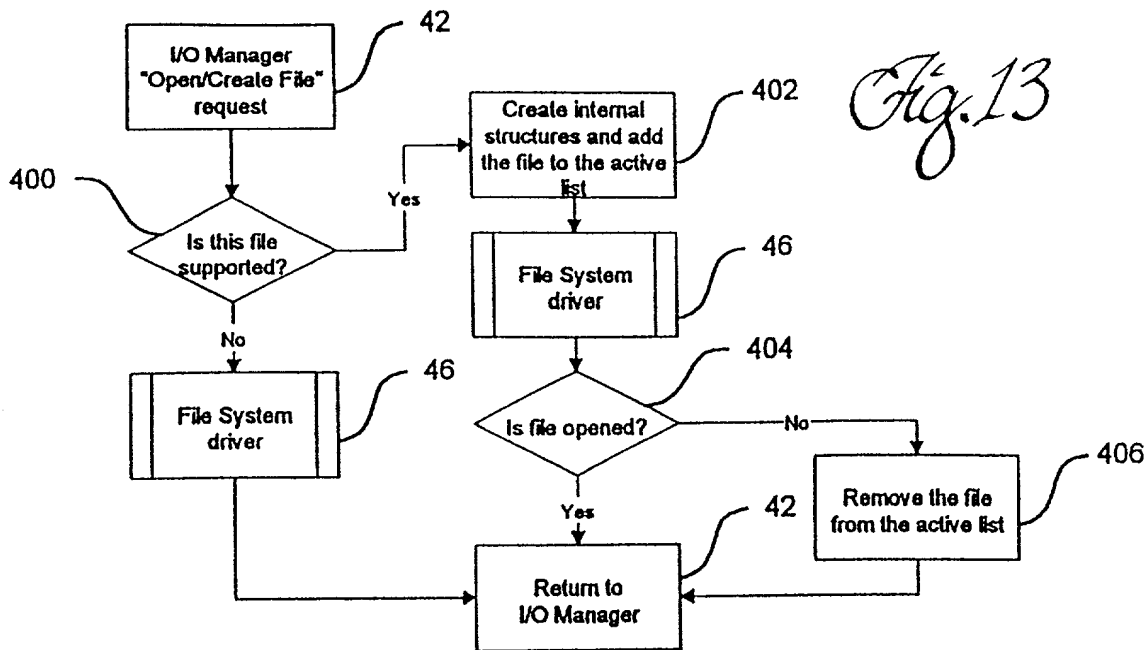 I/O Manager
"Open/Create File"
request
42
Fig. 13
400
Is this file
supported?
Yes
No
402
Create internal
structures and add
the file to the active
list
46
File System
driver
46
File System
driver
404
Is file opened?
No
Yes
406
Remove the file
from the active list
42
Return to
I/O Manager